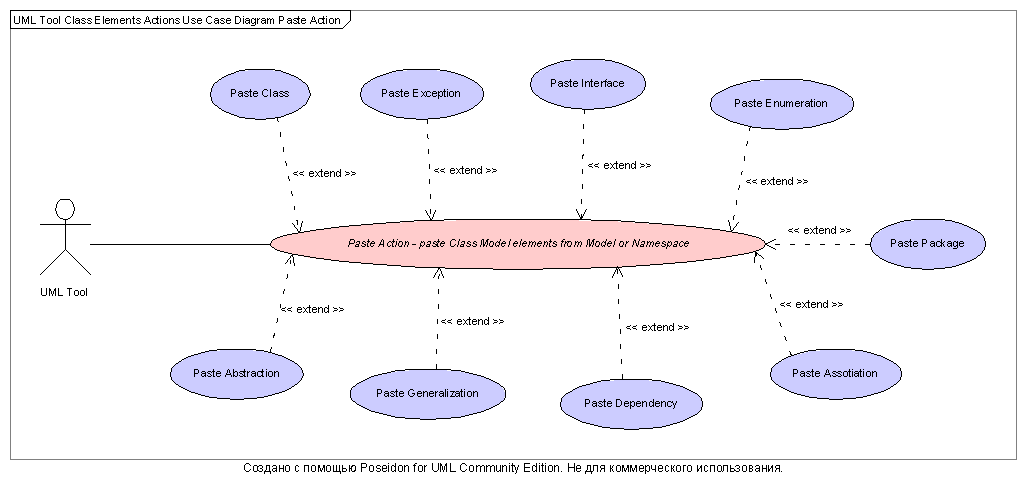 UML Tool Class Elements Actions Use Case Diagram Paste Action
Paste Class
Paste Exception
Paste Interface
Paste Enumeration
<< extend >>
<< extend >>
<< extend >>
<< extend >>
Paste Action - paste Class Model elements from Model or Namespace
<< extend >>
Paste Package
UML Tool
<< extend >>
<< extend >>
<< extend >>
<< extend >>
Paste Abstraction
Paste Generalization
Paste Dependency
Paste Assotiation
Создано с помощью Poseidon for UML Community Edition. Не для коммерческого использования.